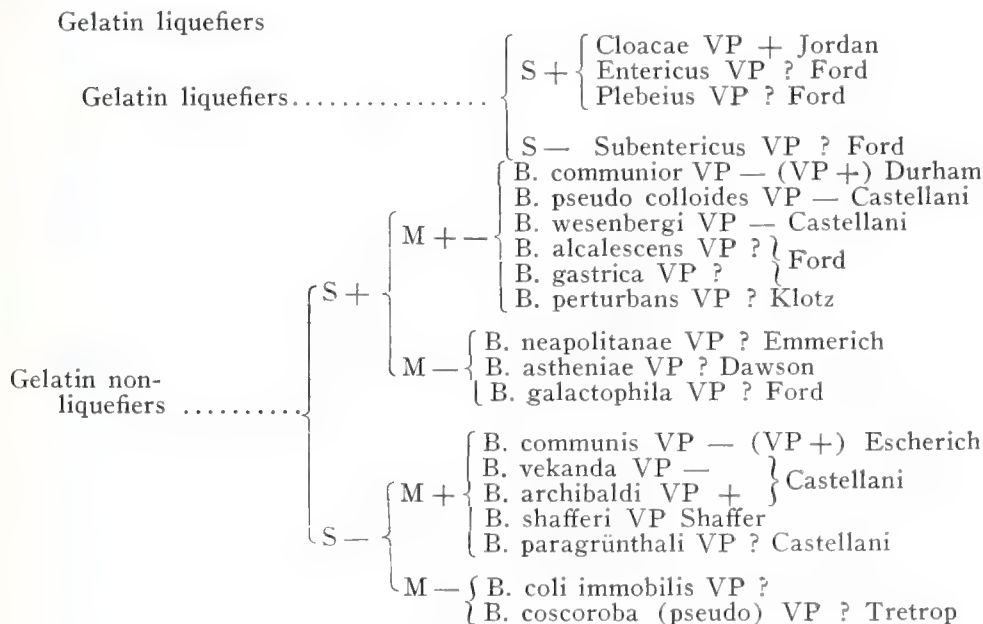 Gelatin liquefiers
S + Cloacae VP + Jordan
Entericus VP ? Ford
Gelatin liquefiers................
Plebeius VP ? Ford
S — Subentericus VP ? Ford
B. communior VP — (VP +) Durham
B. pseudo colloides VP — Castellani
M + — B. wesenbergi VP — Castellani
B. alcalescens VP ? } Ford
B. gastrica VP ?
S + B. perturbans VP ? Klotz
B. neapolitanae VP ? Emmerich
M — B. astheniae VP ? Dawson
B. galactophila VP ? Ford
Gelatin non-
liquefiers ..........
B. communis VP — (VP +) Escherich
B. vekanda VP — } Castellani
M + B. archibaldi VP +
B. shafferi VP Shaffer
S — B. paragrünthali VP ? Castellani
M — B. coli immobilis VP ?
B. coscoroba (pseudo) VP ? Tretrop